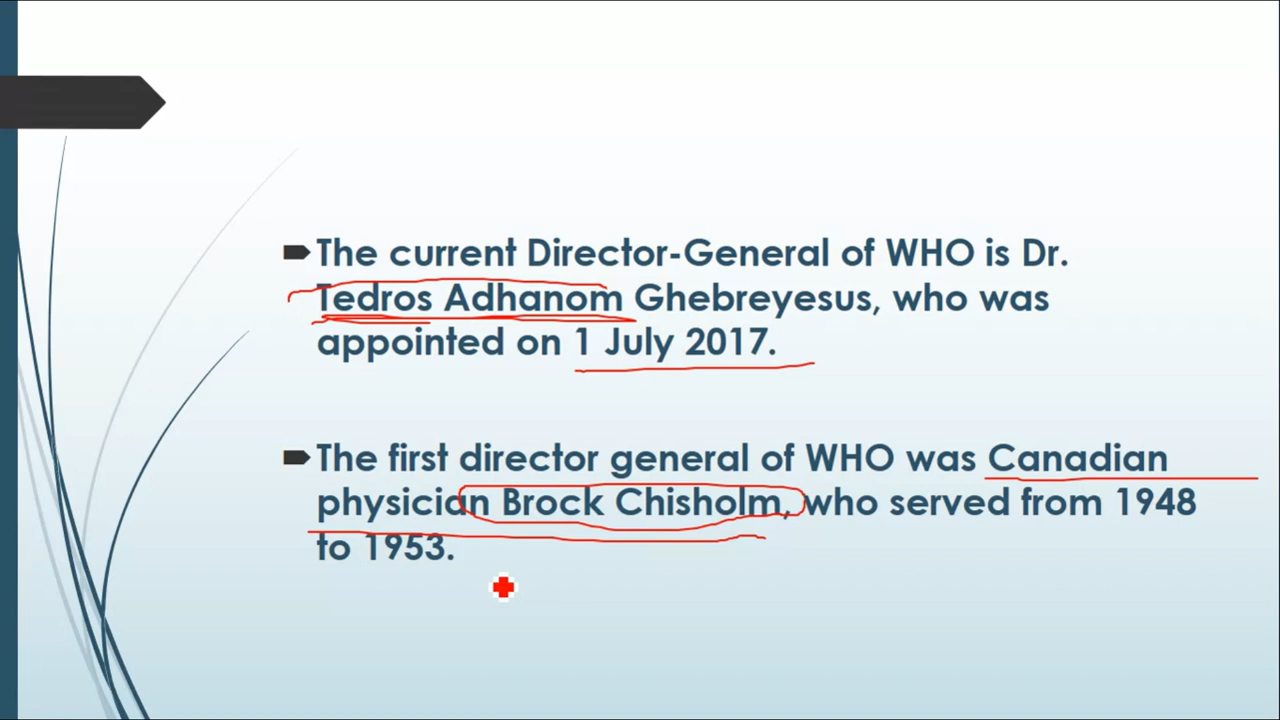 The current Director-General of WHO is Dr.
Tedros Adhanom Ghebreyesus, who was
appointed on 1 July 2017.
The first director general of WHO was Canadian
physician Brock Chisholm, who served from 1948
to 1953.